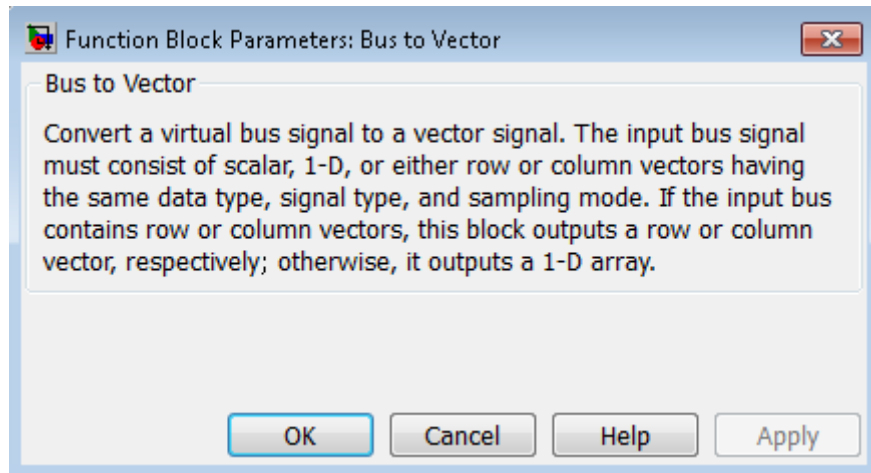 Function Block Parameters: Bus to Vector
Bus to Vector
Convert a virtual bus signal to a vector signal. The input bus signal
must consist of scalar, 1-D, or either row or column vectors having
the same data type, signal type, and sampling mode. If the input bus
contains row or column vectors, this block outputs a row or column
vector, respectively; otherwise, it outputs a 1-D array.
OK Cancel Help Apply